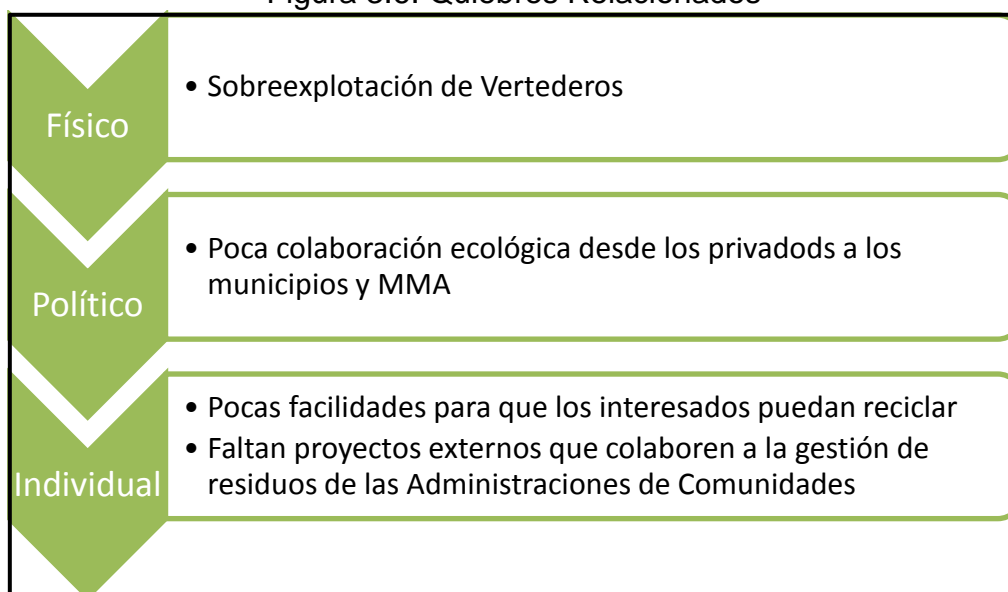 Físico
• Sobreexplotación de Vertederos
Político
• Poca colaboración ecológica desde los privadods a los
municipios y MMA
Individual
• Pocas facilidades para que los interesados puedan reciclar
• Faltan proyectos externos que colaboren a la gestión de
residuos de las Administraciones de Comunidades